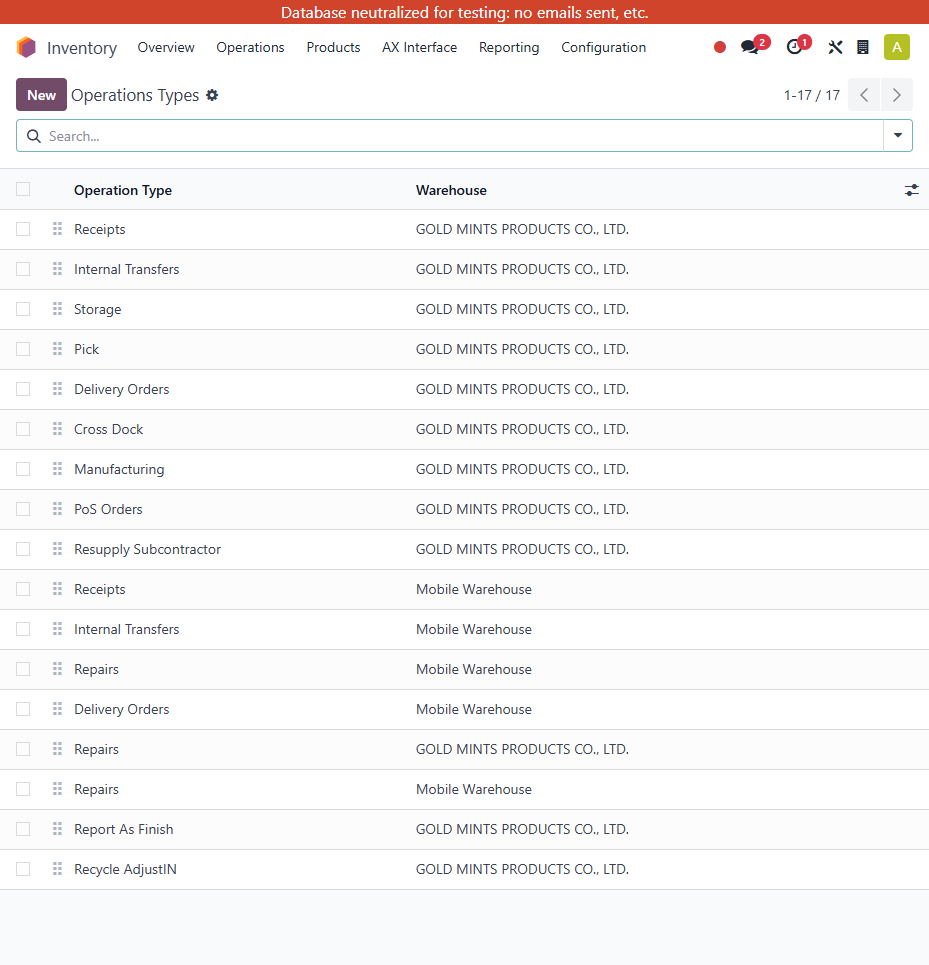 Database neutralized for testing: no emails sent, etc.
Inventory Overview Operations Products AX Interface Reporting Configuration 2 1 A
New Operations Types 1-17 / 17
Search...
Operation Type Warehouse
Receipts GOLD MINTS PRODUCTS CO., LTD.
Internal Transfers GOLD MINTS PRODUCTS CO., LTD.
Storage GOLD MINTS PRODUCTS CO., LTD.
Pick GOLD MINTS PRODUCTS CO., LTD.
Delivery Orders GOLD MINTS PRODUCTS CO., LTD.
Cross Dock GOLD MINTS PRODUCTS CO., LTD.
Manufacturing GOLD MINTS PRODUCTS CO., LTD.
PoS Orders GOLD MINTS PRODUCTS CO., LTD.
Resupply Subcontractor GOLD MINTS PRODUCTS CO., LTD.
Receipts Mobile Warehouse
Internal Transfers Mobile Warehouse
Repairs Mobile Warehouse
Delivery Orders Mobile Warehouse
Repairs GOLD MINTS PRODUCTS CO., LTD.
Repairs Mobile Warehouse
Report As Finish GOLD MINTS PRODUCTS CO., LTD.
Recycle AdjustIN GOLD MINTS PRODUCTS CO., LTD.